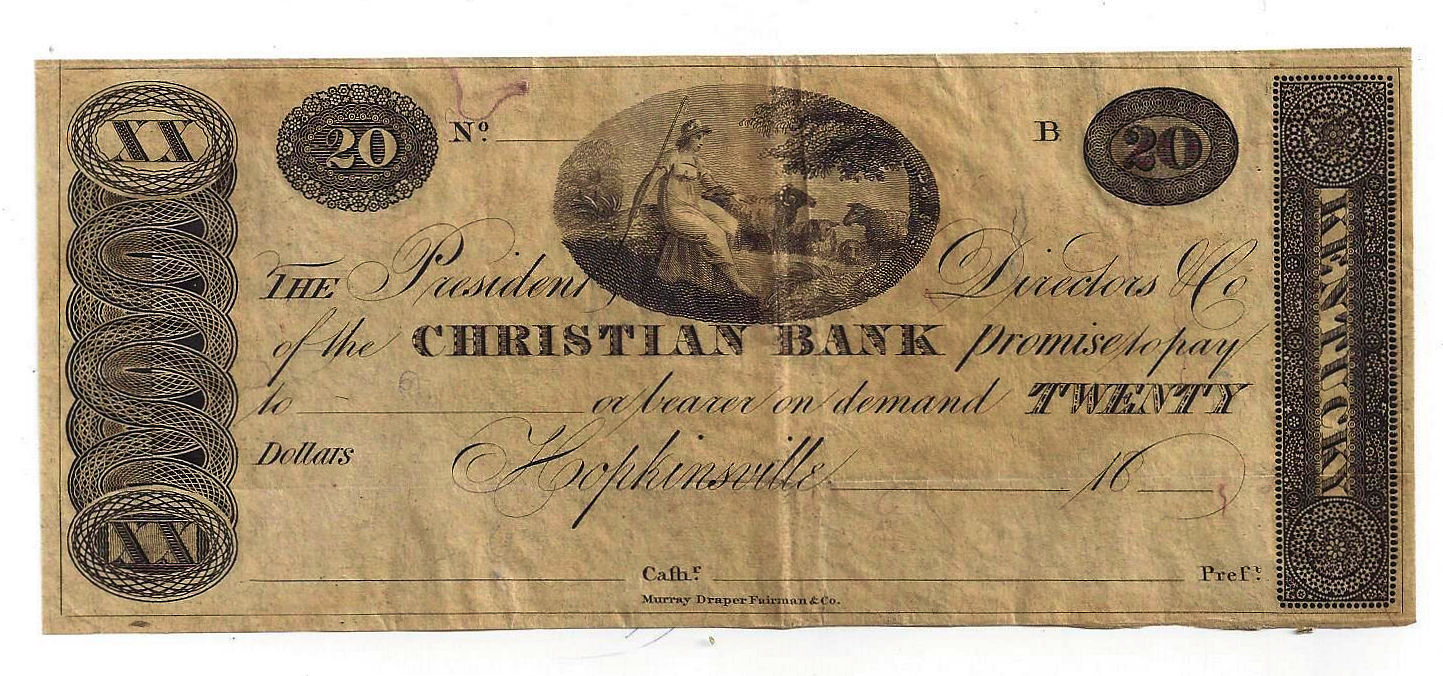 XX 20 Nº B 20
THE President, Directors & Co
of the CHRISTIAN BANK promise to pay
to or bearer on demand TWENTY
Dollars Hopkinsville 18
XX
Caſhʳ. Preſᵗ.
Murray Draper Fairman & Co.
KENTUCKY